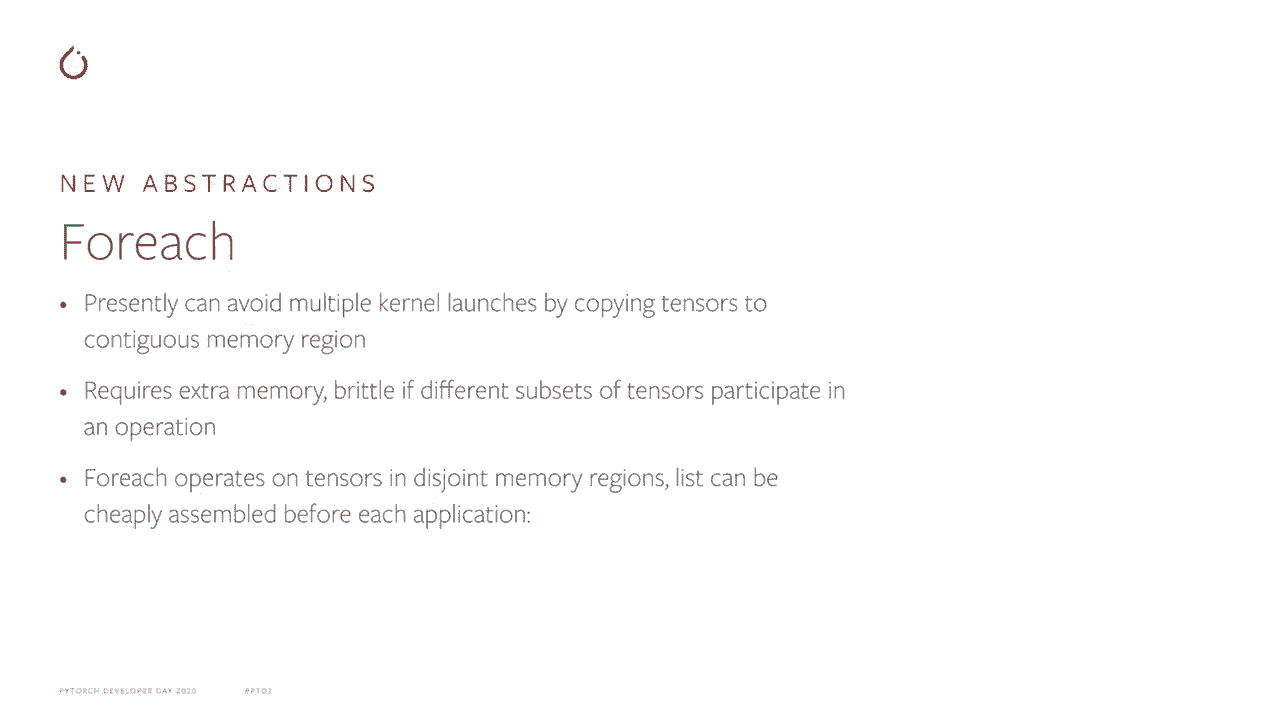 NEW ABSTRACTIONS
Foreach
• Presently can avoid multiple kernel launches by copying tensors to
contiguous memory region
• Requires extra memory, brittle if different subsets of tensors participate in
an operation
• Foreach operates on tensors in disjoint memory regions, list can be
cheaply assembled before each application:
PYTORCH DEVELOPER DAY 2020 #PTD2